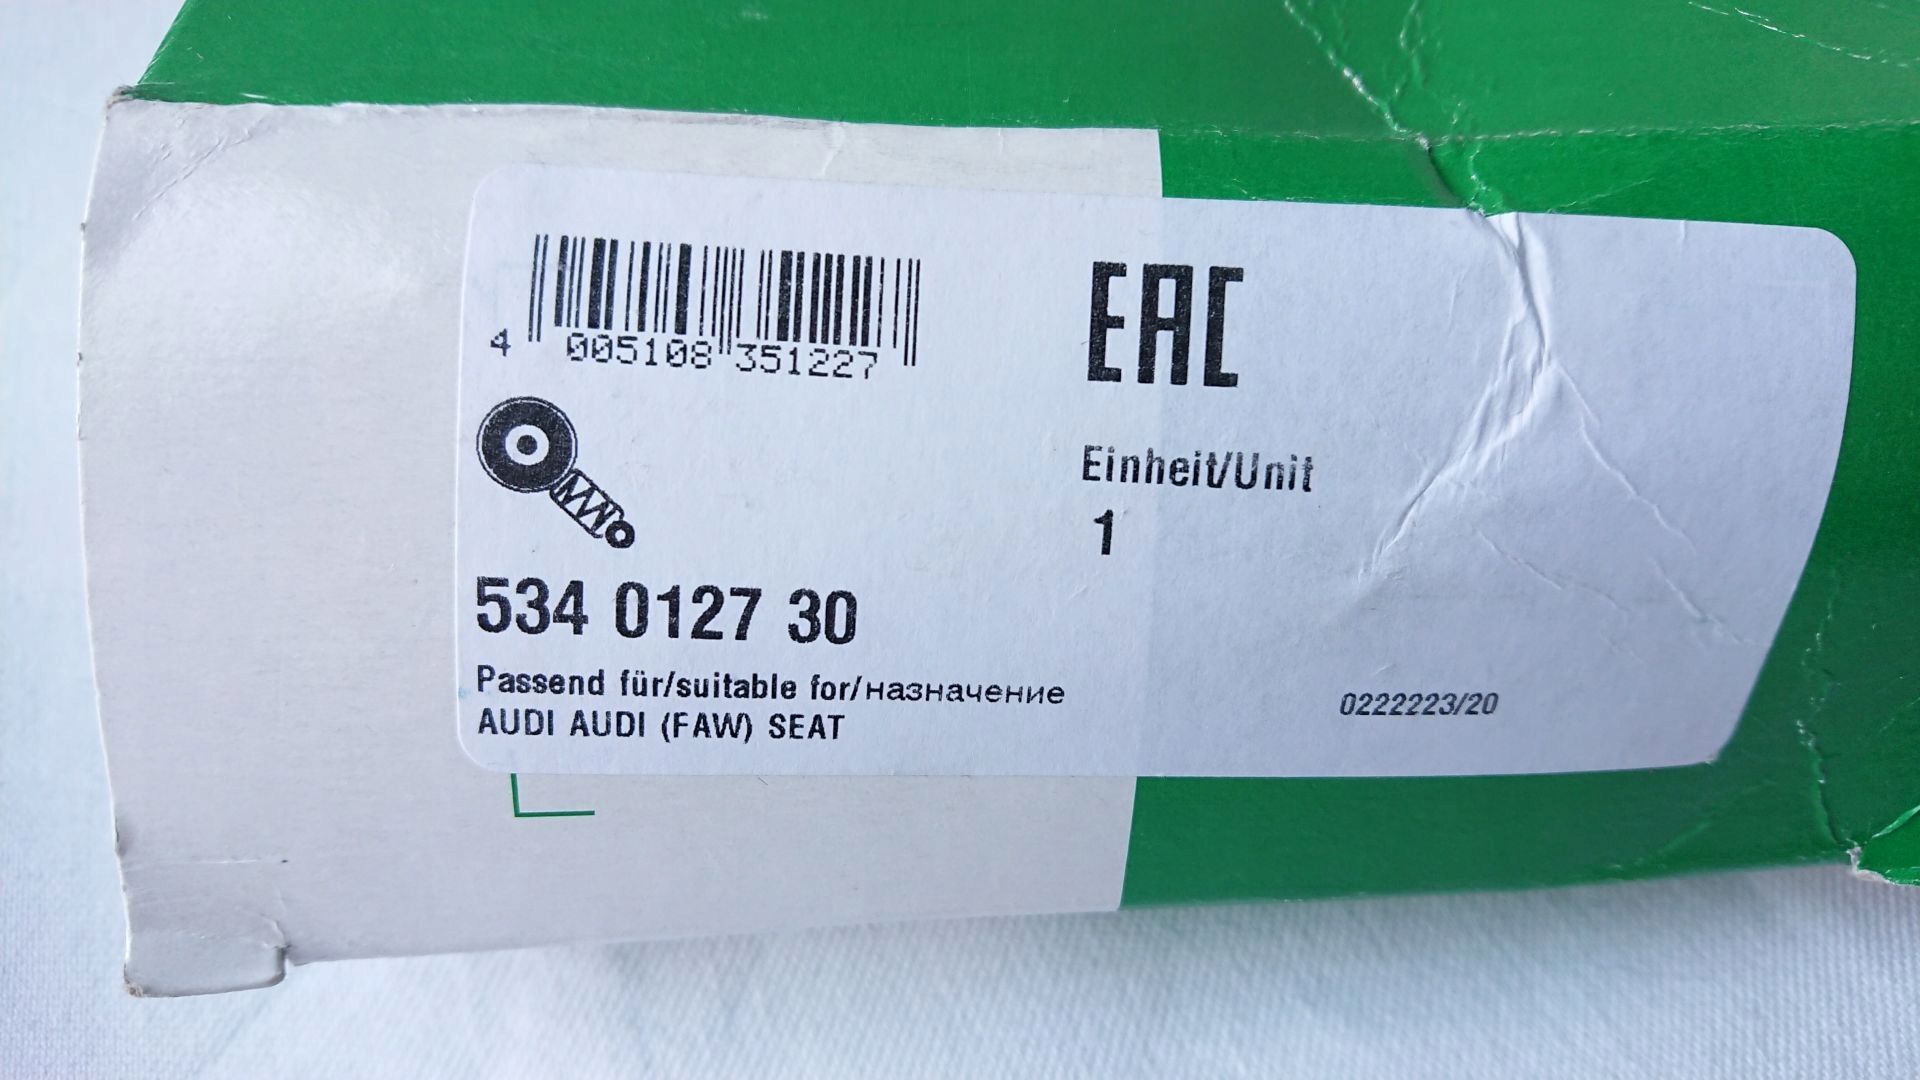 4 005108 351227
EAC
Einheit/Unit
1
534 0127 30
Passend für/suitable for/назначение
AUDI AUDI (FAW) SEAT
0222223/20